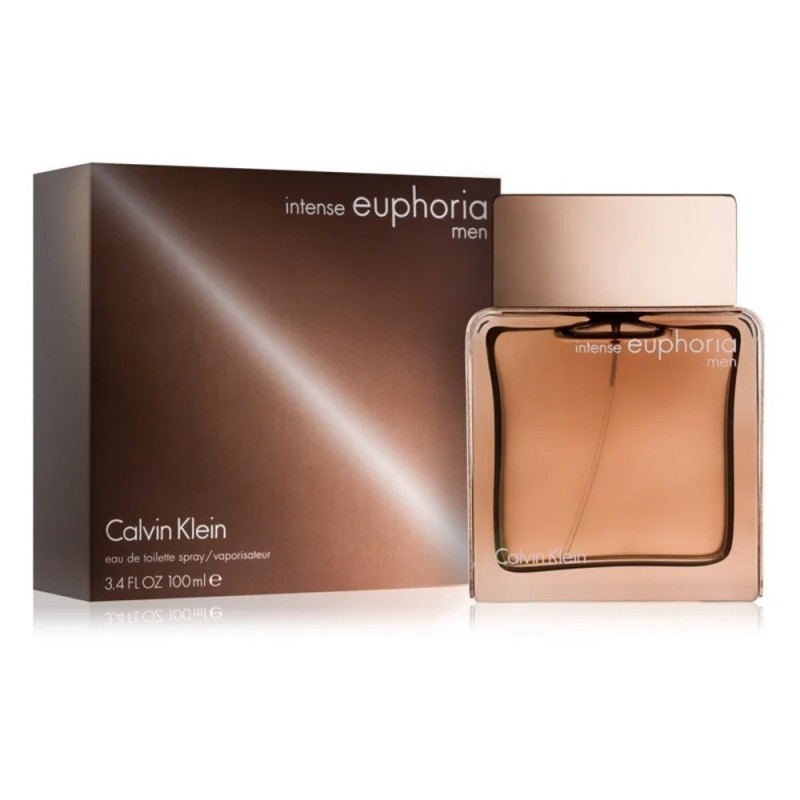 intense euphoria
men
Calvin Klein
eau de toilette spray/vaporisateur
3.4 FL OZ 100 ml ℮
intense euphoria
men
Calvin Klein